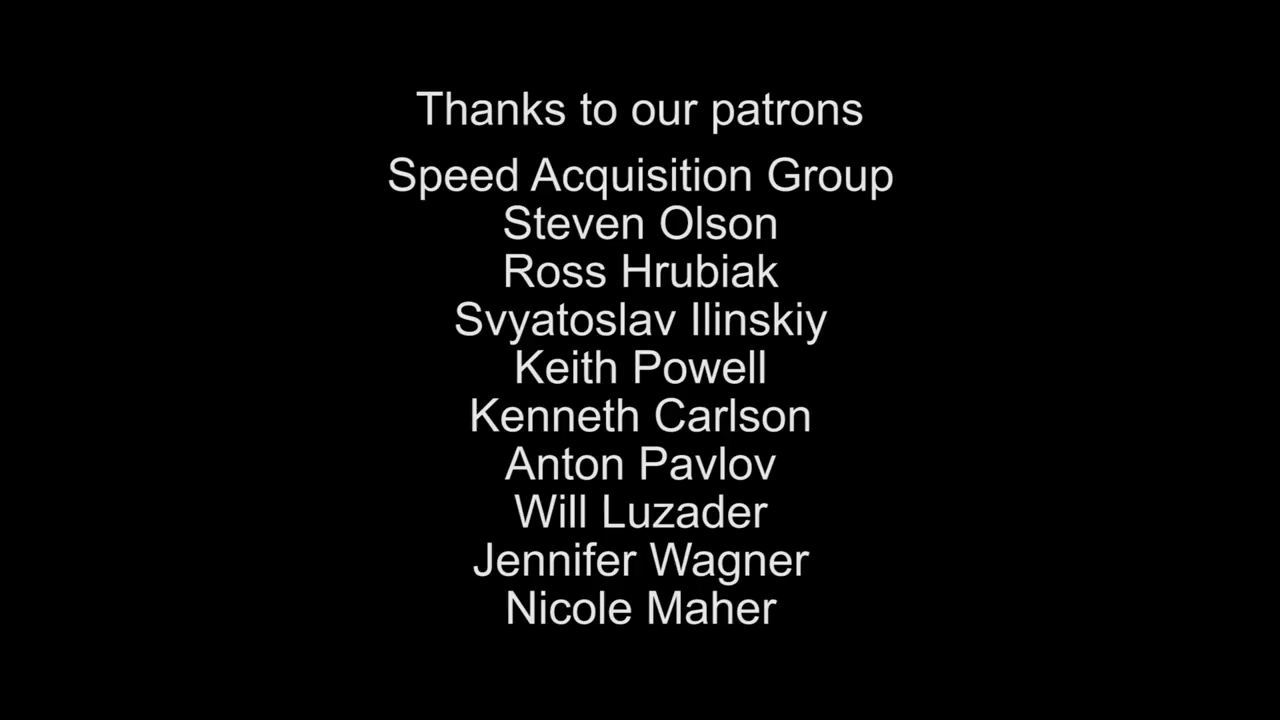 Thanks to our patrons
Speed Acquisition Group
Steven Olson
Ross Hrubiak
Svyatoslav Ilinskiy
Keith Powell
Kenneth Carlson
Anton Pavlov
Will Luzader
Jennifer Wagner
Nicole Maher